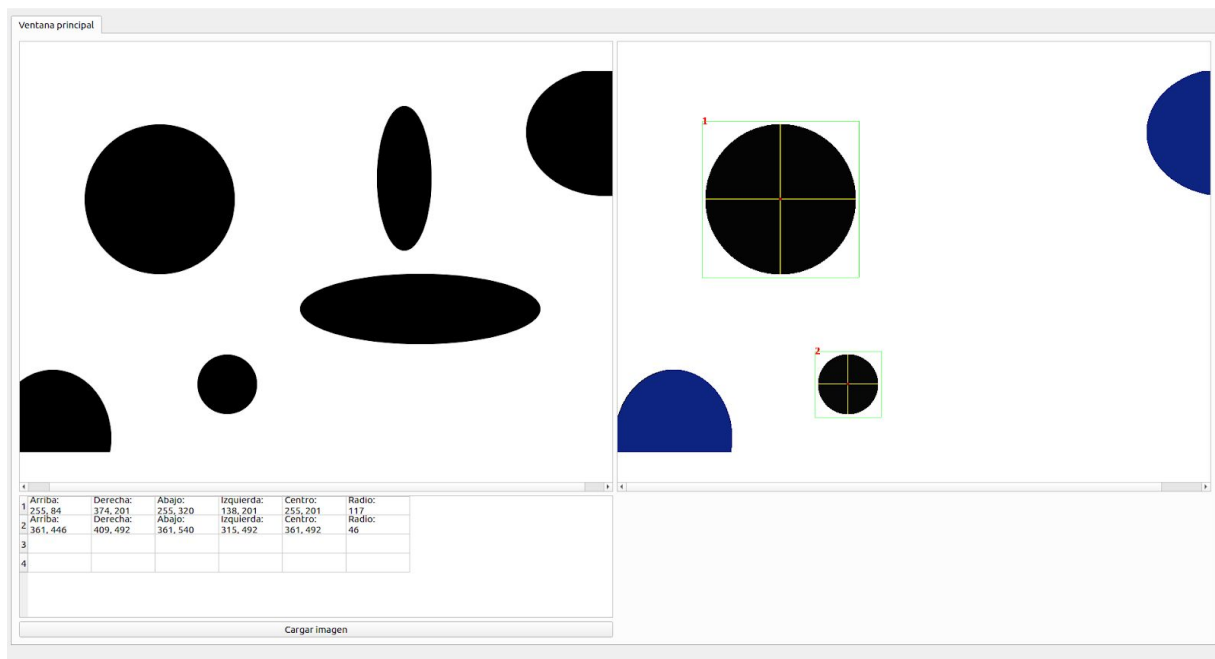 Ventana principal
1
2
Arriba: Derecha: Abajo: Izquierda: Centro: Radio:
1 255, 84 374, 201 255, 320 138, 201 255, 201 117
Arriba: Derecha: Abajo: Izquierda: Centro: Radio:
2 361, 446 409, 492 361, 540 315, 492 361, 492 46
3
4
Cargar imagen